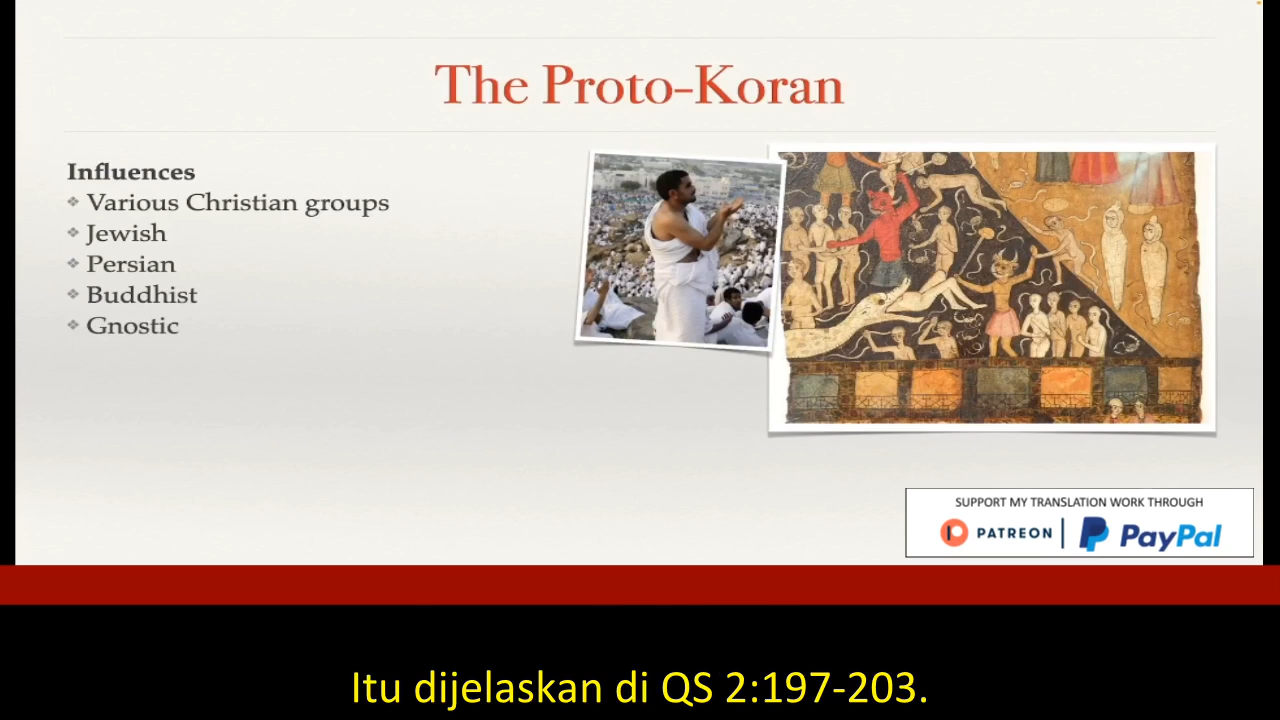 The Proto-Koran
Influences
❖ Various Christian groups
❖ Jewish
❖ Persian
❖ Buddhist
❖ Gnostic
SUPPORT MY TRANSLATION WORK THROUGH
PATREON | PayPal
Itu dijelaskan di QS 2:197-203.